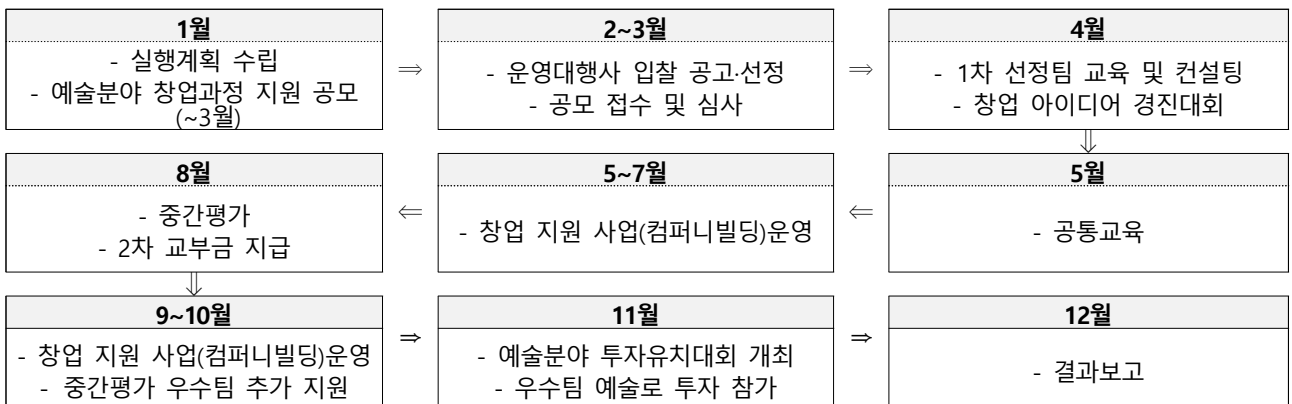 1월
- 실행계획 수립
- 예술분야 창업과정 지원 공모
(~3월)
⇒
2~3월
- 운영대행사 입찰 공고·선정
- 공모 접수 및 심사
⇒
4월
- 1차 선정팀 교육 및 컨설팅
- 창업 아이디어 경진대회
⇓
5월
- 공통교육
⇐
5~7월
- 창업 지원 사업(컴퍼니빌딩)운영
⇐
8월
- 중간평가
- 2차 교부금 지급
⇓
9~10월
- 창업 지원 사업(컴퍼니빌딩)운영
- 중간평가 우수팀 추가 지원
⇒
11월
- 예술분야 투자유치대회 개최
- 우수팀 예술로 투자 참가
⇒
12월
- 결과보고